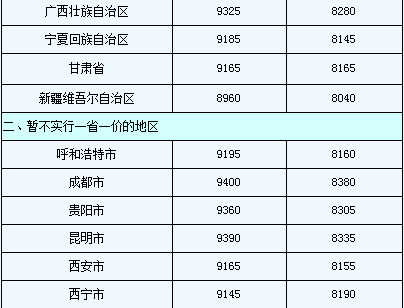 广西壮族自治区 9325 8280
宁夏回族自治区 9185 8145
甘肃省 9165 8165
新疆维吾尔自治区 8960 8040
二、暂不实行一省一价的地区
呼和浩特市 9195 8160
成都市 9400 8380
贵阳市 9360 8305
昆明市 9390 8335
西安市 9165 8155
西宁市 9145 8190